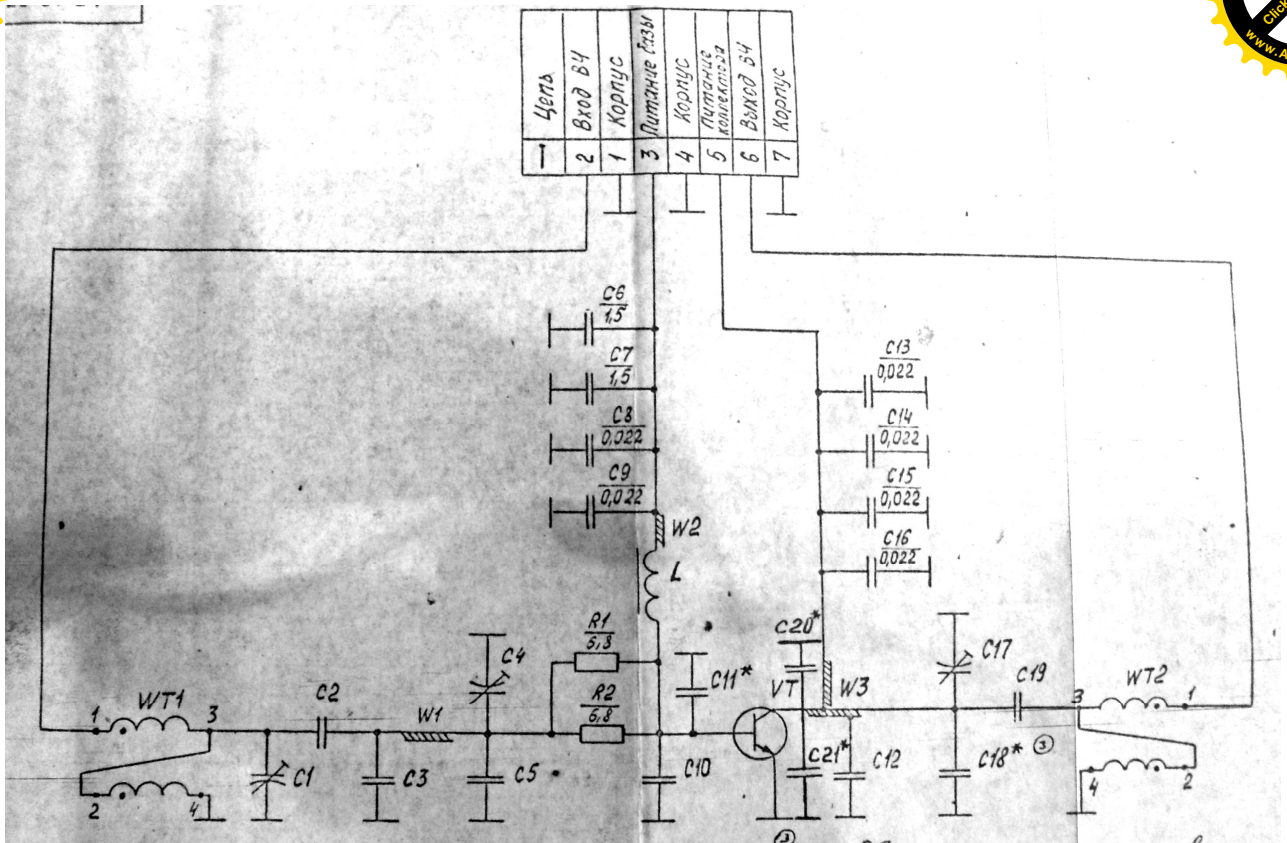 Цепь
2 Вход ВЧ
1 Корпус
3 Питание базы
4 Корпус
5 Питание коллектора
6 Выход ВЧ
7 Корпус
C6
1,5
C7
1,5
C8
0,022
C9
0,022
C13
0,022
C14
0,022
C15
0,022
C16
0,022
W2
L
R1
6,8
R2
6,8
C4
C11*
C20*
VT
W3
C17
C19
WT2
3
1
1
WT1
3
C2
W1
C1
C3
C5
C10
C21*
C12
C18*
3
2
4
4
2
3
Click
www.A